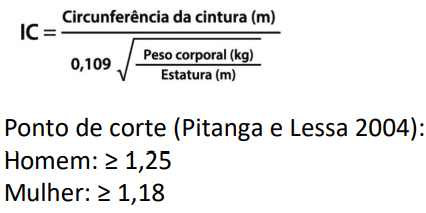 Circunferência da cintura (m)
IC =
0,109 √ Peso corporal (kg)
Estatura (m)
Ponto de corte (Pitanga e Lessa 2004):
Homem: ≥ 1,25
Mulher: ≥ 1,18